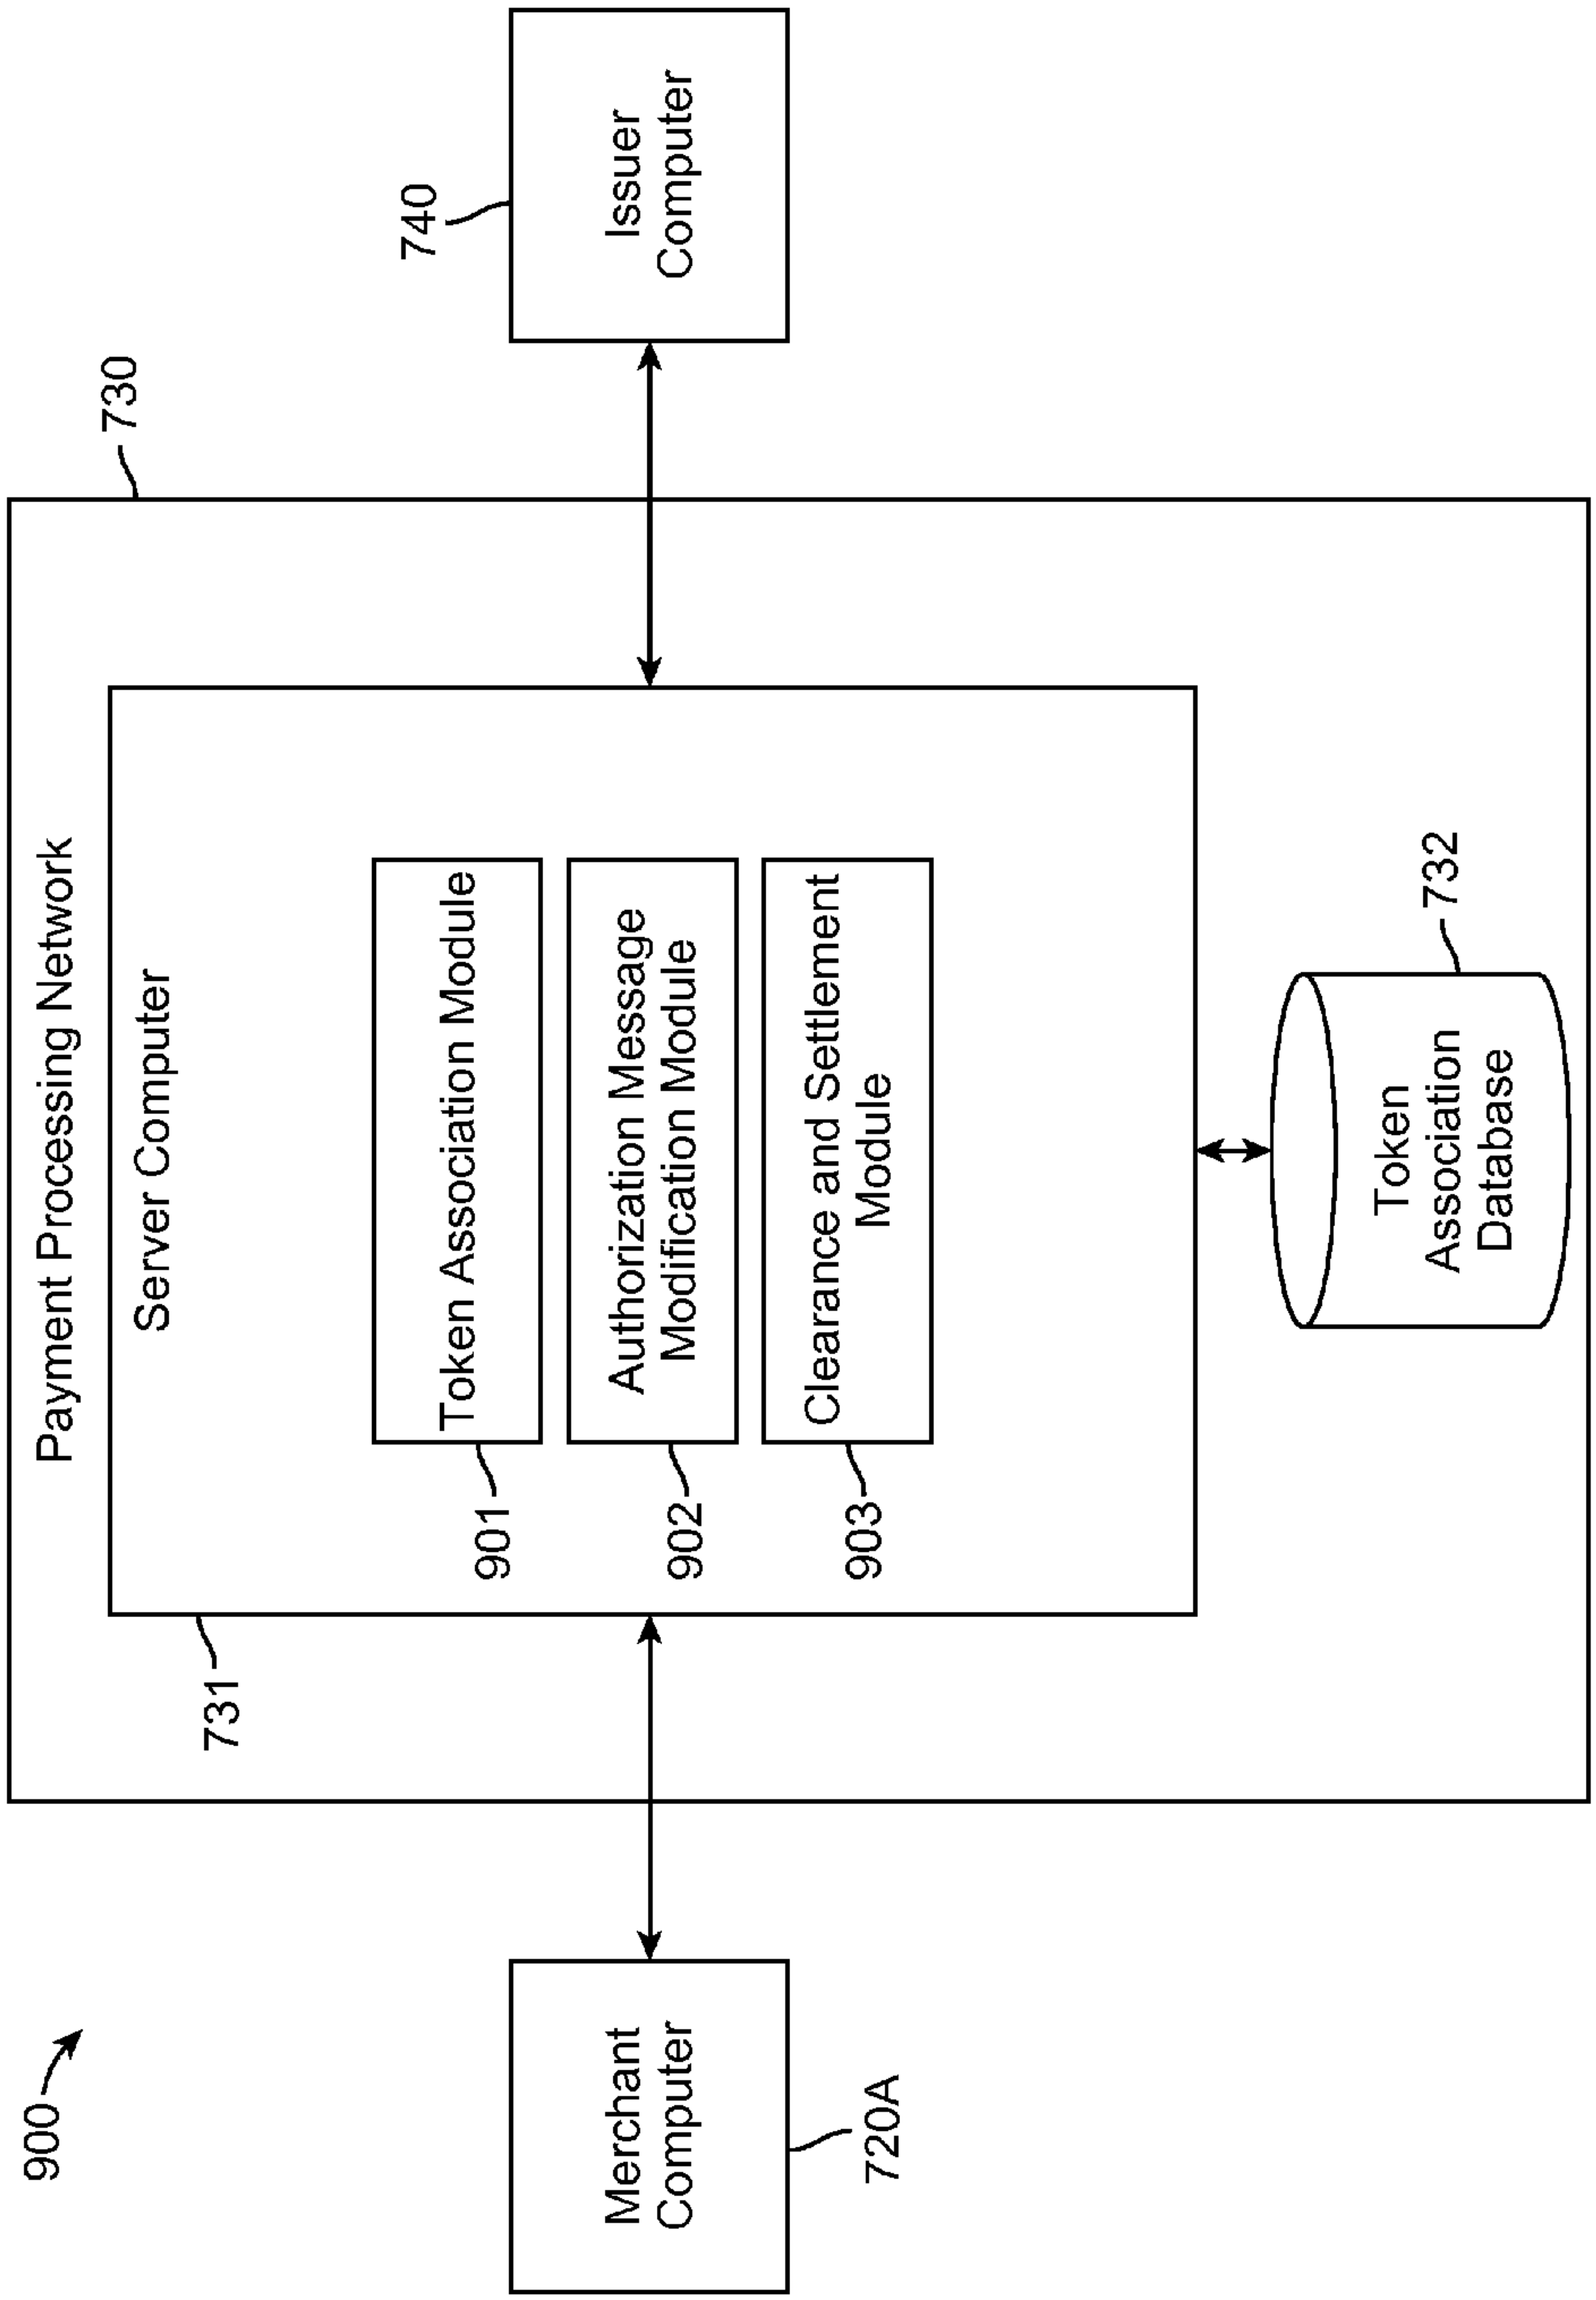 900
Payment Processing Network
730
Server Computer
731
Token Association Module
901
Authorization Message
Modification Module
902
Clearance and Settlement
Module
903
Merchant
Computer
720A
Issuer
Computer
740
Token
Association
Database
732